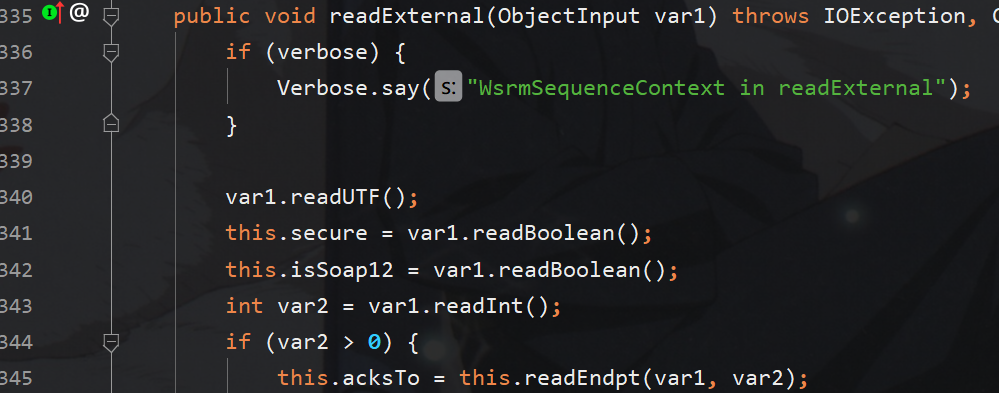 335 @ public void readExternal(ObjectInput var1) throws IOException,
336 if (verbose) {
337 Verbose.say( s: "WsrmSequenceContext in readExternal");
338 }
339
340 var1.readUTF();
341 this.secure = var1.readBoolean();
342 this.isSoap12 = var1.readBoolean();
343 int var2 = var1.readInt();
344 if (var2 > 0) {
345 this.acksTo = this.readEndpt(var1, var2);